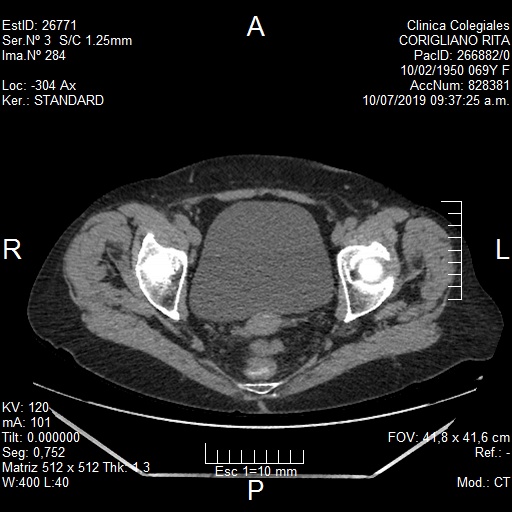 EstID: 26771
Ser.Nº 3 S/C 1.25mm
Ima.Nº 284
Loc: -304 Ax
Ker.: STANDARD
A
Clinica Colegiales
CORIGLIANO RITA
PacID: 266882/0
10/02/1950 069Y F
AccNum: 828381
10/07/2019 09:37:25 a.m.
R
L
KV: 120
mA: 101
Tilt: 0.000000
Seg: 0,752
Matriz 512 x 512 Thk: 1.3
W:400 L:40
Esc 1=10 mm
P
FOV: 41,8 x 41,6 cm
Ref.: -
Mod.: CT